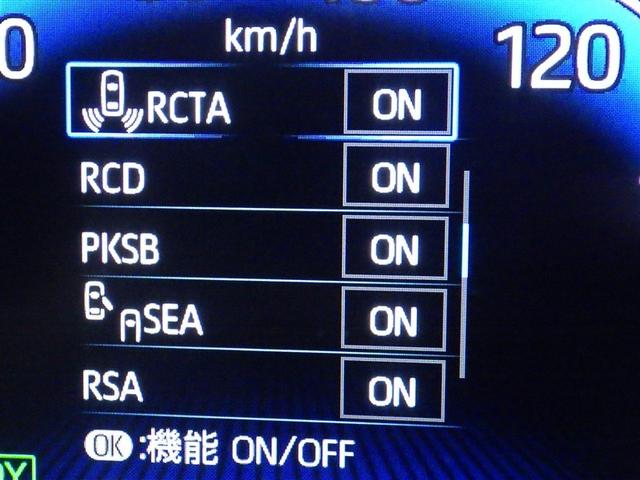 km/h
120
RCTA ON
RCD ON
PKSB ON
SEA ON
RSA ON
OK:機能 ON/OFF